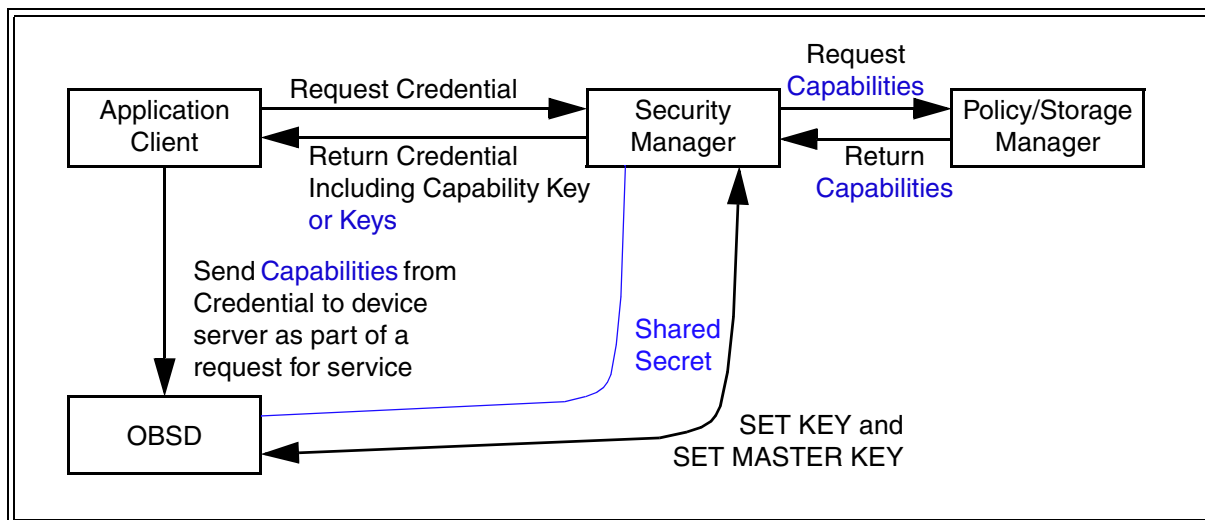 Application
Client
Request Credential
Return Credential
Including Capability Key
or Keys
Security
Manager
Request
Capabilities
Return
Capabilities
Policy/Storage
Manager
Send Capabilities from
Credential to device
server as part of a
request for service
Shared
Secret
OBSD
SET KEY and
SET MASTER KEY